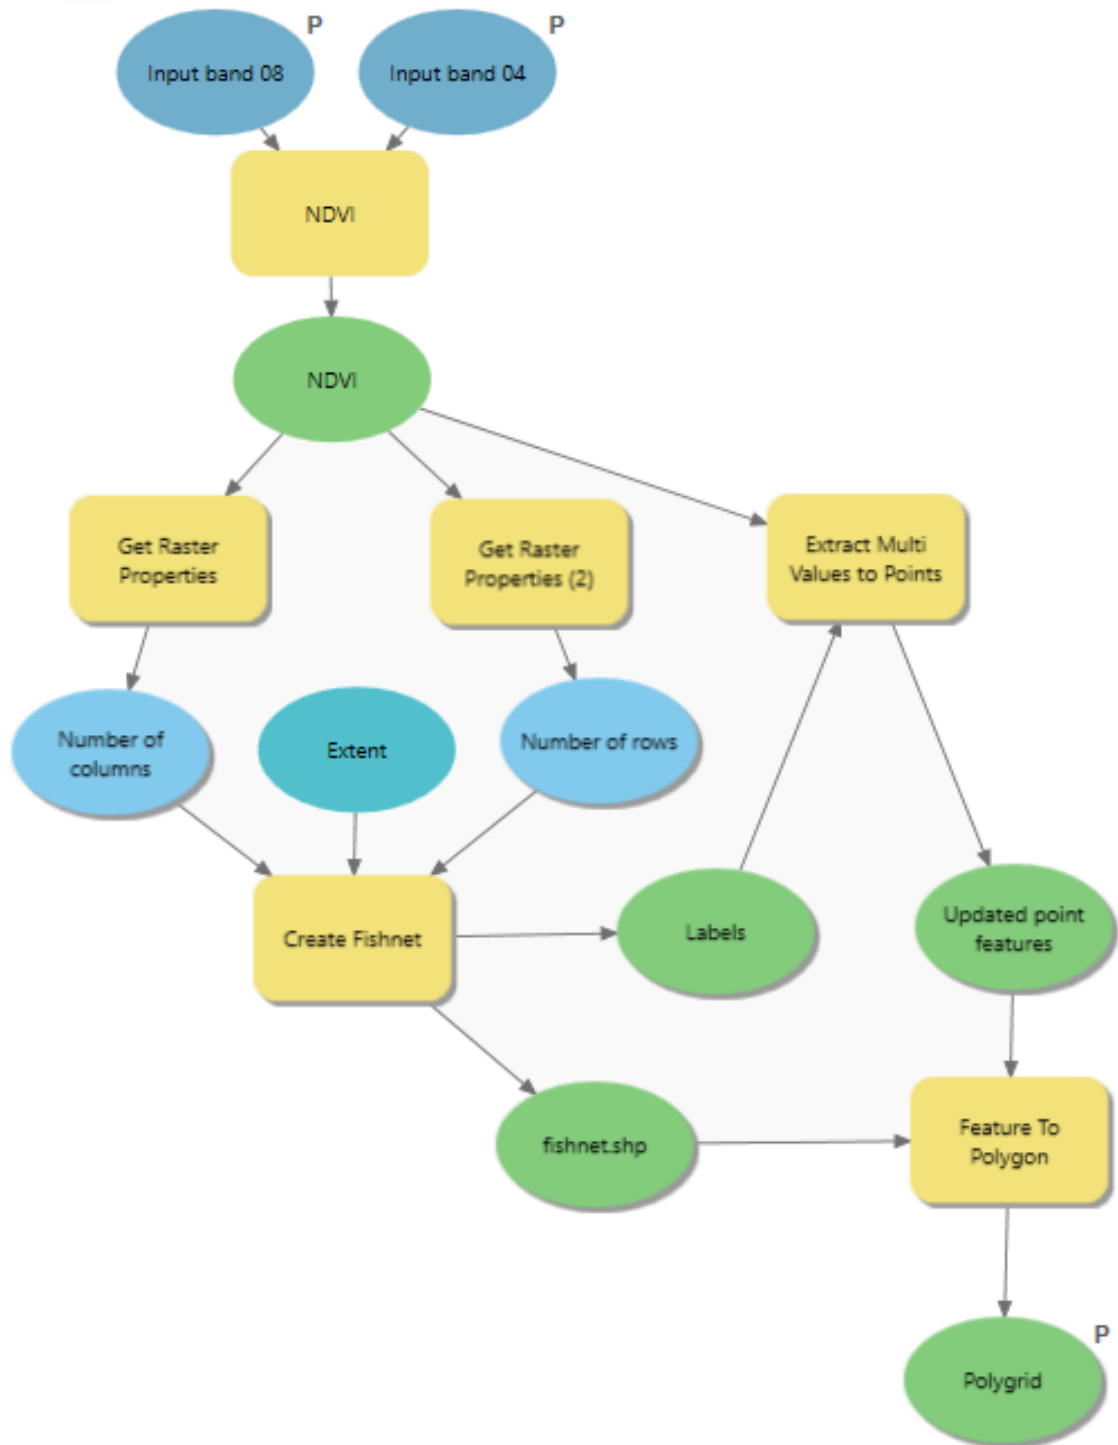 P
P
Input band 08
Input band 04
NDVI
NDVI
Get Raster
Properties
Get Raster
Properties (2)
Extract Multi
Values to Points
Number of
columns
Extent
Number of rows
Create Fishnet
Labels
Updated point
features
fishnet.shp
Feature To
Polygon
P
Polygrid